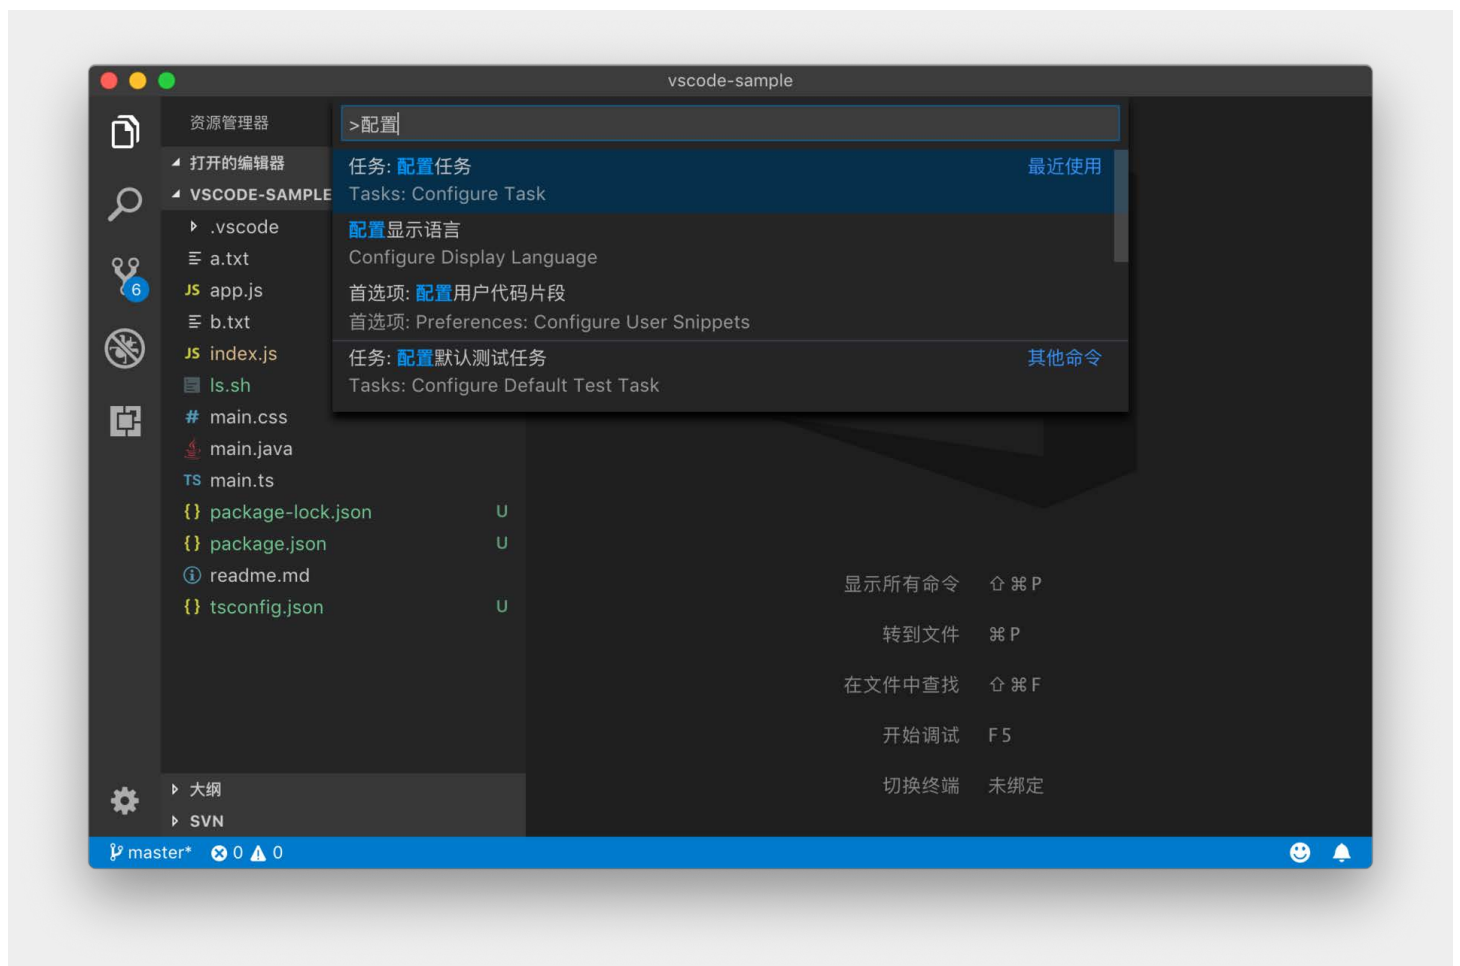 vscode-sample
资源管理器
>配置
打开的编辑器
VSCODE-SAMPLE
.vscode
a.txt
JS app.js
b.txt
JS index.js
ls.sh
# main.css
main.java
TS main.ts
{} package-lock.json U
{} package.json U
readme.md
{} tsconfig.json U
大纲
SVN
6
任务: 配置任务 最近使用
Tasks: Configure Task
配置显示语言
Configure Display Language
首选项: 配置用户代码片段
首选项: Preferences: Configure User Snippets
任务: 配置默认测试任务 其他命令
Tasks: Configure Default Test Task
显示所有命令 ⇧⌘P
转到文件 ⌘P
在文件中查找 ⇧⌘F
开始调试 F5
切换终端 未绑定
master* 0 0